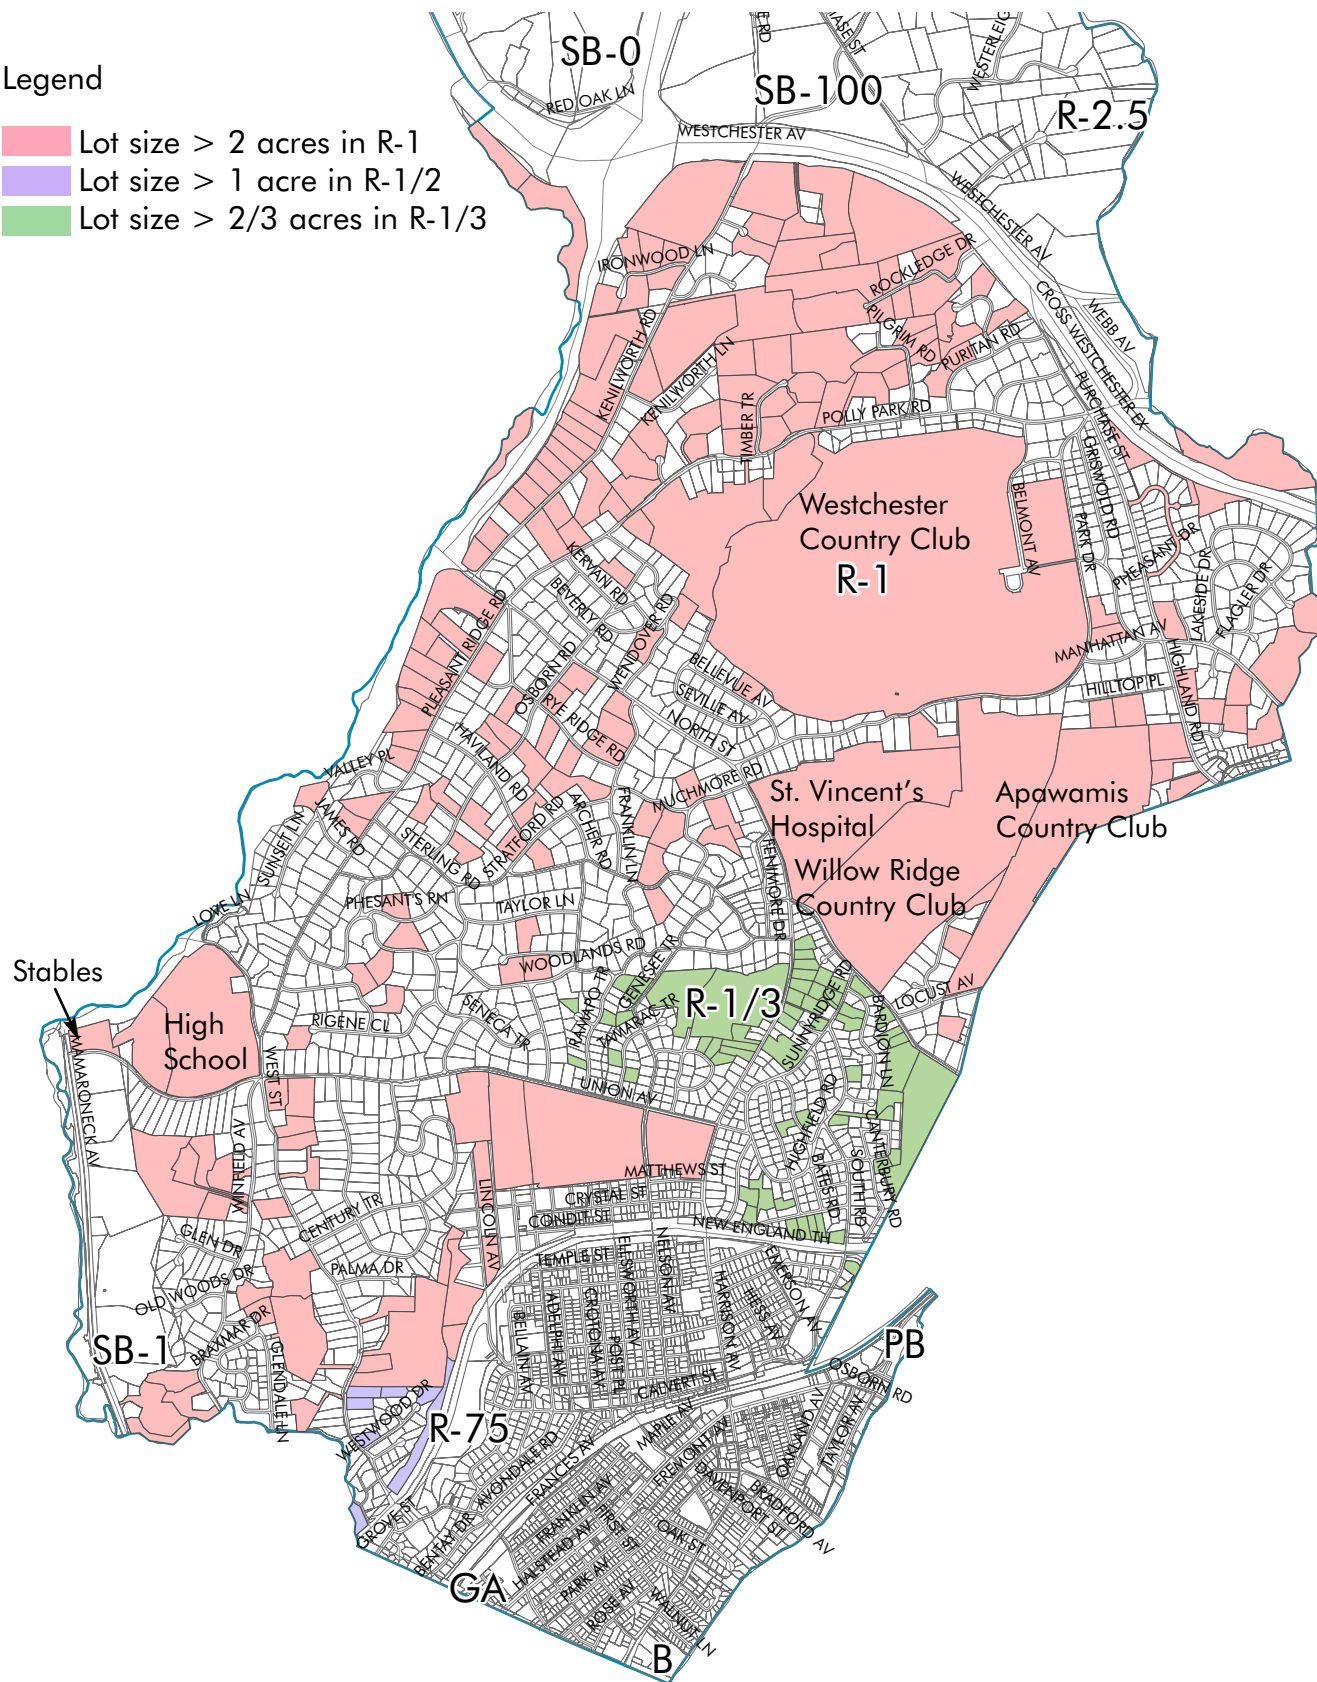 SB-0
SB-100
R-2.5
RED OAK LN
WESTCHESTER AV
Legend
Lot size > 2 acres in R-1
Lot size > 1 acre in R-1/2
Lot size > 2/3 acres in R-1/3
WESTCHESTER AV
IRONWOOD LN
ROCKLEDGE DR
CROSS WESTCHESTER EX
WEBB AV
PILGRIM RD
PURITAN RD
KENILWORTH RD
KENILWORTH LN
TIMBER TR
POLLY PARK RD
PURCHASE ST
GRISWOLD RD
Westchester
Country Club
R-1
BELMONT AV
PARK DR
PHEASANT DR
LAKESIDE DR
FLAGLER DR
KERVAN RD
BEVERLY RD
PLEASANT RIDGE RD
OSBORN RD
WENDOVER RD
MANHATTAN AV
HILLTOP PL
HIGHLAND RD
BELLEVUE AV
SEVILLE AV
NORTH ST
RYE RIDGE RD
HAVILAND RD
VALLEY PL
MUCHMORE RD
St. Vincent's
Hospital
Apawamis
Country Club
JAMES RD
SUNSET LN
STERLING RD
STRATFORD RD
ARCHER RD
FRANKLIN LN
FENIMORE DR
Willow Ridge
Country Club
LOVE LN
PHESANT'S RN
TAYLOR LN
WOODLANDS RD
GENESEE TR
RAMAPO TR
TAMARAC TR
R-1/3
SUNNYRIDGE RD
BARDION LN
LOCUST AV
Stables
High
School
RIGENE CL
SENECA TR
MAMARONECK AV
WEST ST
UNION AV
HIGHFIELD RD
CANTERBURY RD
WINFIELD AV
MATTHEWS ST
BATES RD
SOUTH RD
LINCOLN AV
CRYSTAL ST
CONDIT ST
CENTURY TR
NEW ENGLAND TH
GLEN DR
PALMA DR
TEMPLE ST
ELLSWORTH AV
NELSON AV
EMERSON AV
OLD WOODS DR
ADELPHI AV
CROTONA AV
HARRISON AV
HESS AV
BELLAIN AV
POST PL
SB-1
BRAXMAR DR
GLENDALE LN
PB
OSBORN RD
CALVERT ST
WESTWOOD DR
R-75
MAPLE AV
OAKLAND AV
TAYLOR AV
AVONDALE RD
FRANCES AV
FREMONT AV
DAVENPORT ST
BRADFORD AV
FRANKLIN AV
FIRST ST
OAK ST
GROVE ST
BENTAY DR
HALSTEAD AV
GA
PARK AV
ROSE AV
WALNUT LN
B